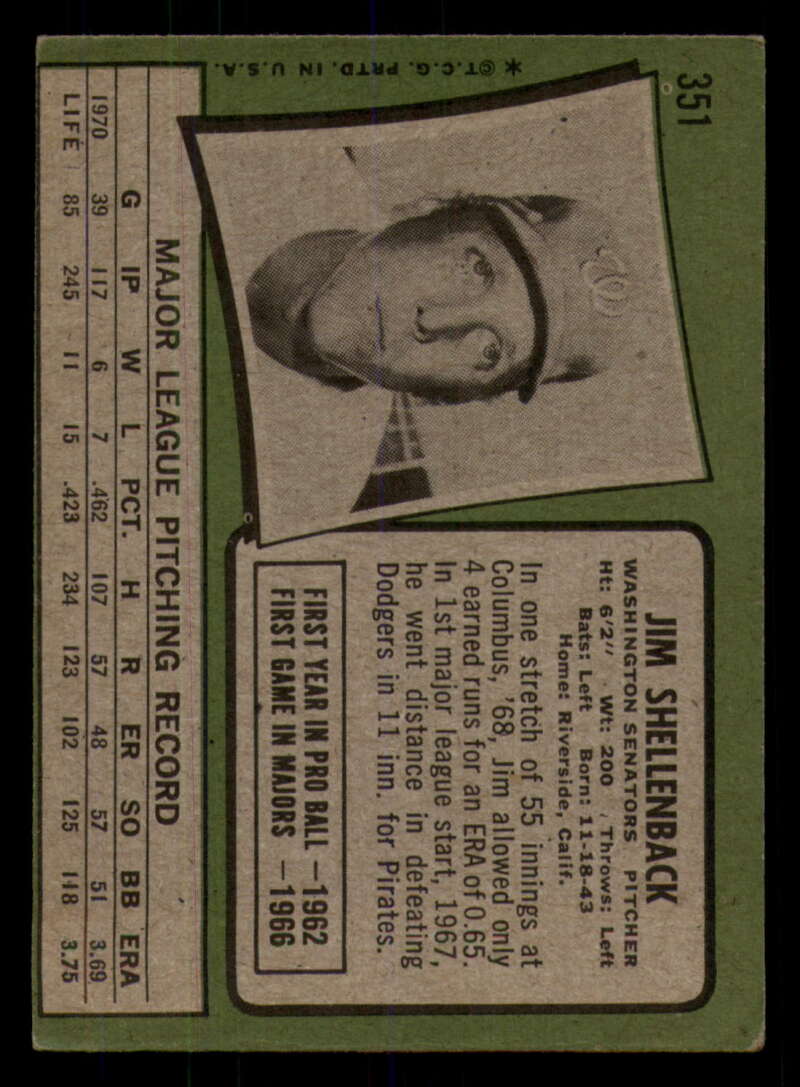 351
* ©T.C.G. PRTD. IN U.S.A.
W
JIM SHELLENBACK
WASHINGTON SENATORS PITCHER
Ht: 6'2" Wt: 200 Throws: Left
Bats: Left Born: 11-18-43
Home: Riverside, Calif.
In one stretch of 55 innings at
Columbus, '68, Jim allowed only
4 earned runs for an ERA of 0.65.
In 1st major league start, 1967,
he went distance in defeating
Dodgers in 11 inn. for Pirates.
FIRST YEAR IN PRO BALL —1962
FIRST GAME IN MAJORS —1966
MAJOR LEAGUE PITCHING RECORD
G IP W L PCT. H R ER SO BB ERA
1970 39 117 6 7 .462 107 57 48 57 51 3.69
LIFE 85 245 11 15 .423 234 123 102 125 118 3.75